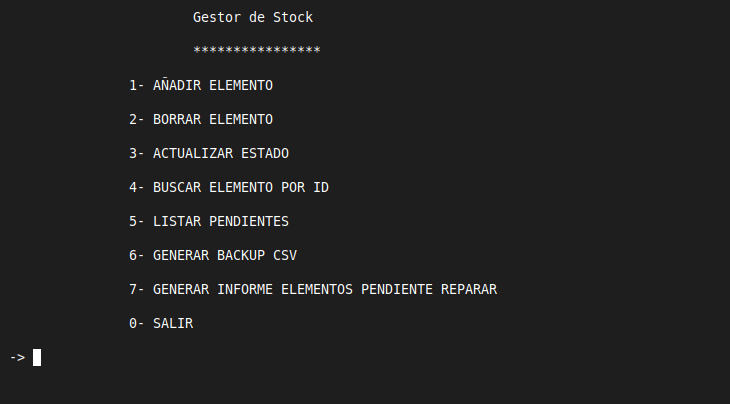 Gestor de Stock
****************
1- AÑADIR ELEMENTO
2- BORRAR ELEMENTO
3- ACTUALIZAR ESTADO
4- BUSCAR ELEMENTO POR ID
5- LISTAR PENDIENTES
6- GENERAR BACKUP CSV
7- GENERAR INFORME ELEMENTOS PENDIENTE REPARAR
0- SALIR
->